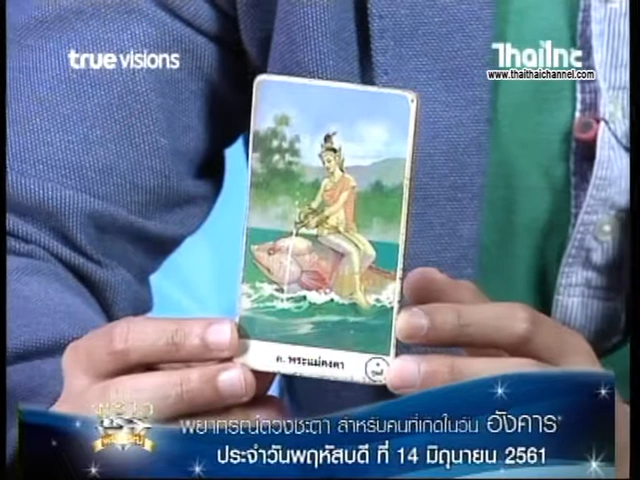 true visions
ThaiThai
www.thaithaichannel.com
ค. พระแม่คงคา
พยากรณ์ดวงชะตา สำหรับคนที่เกิดในวัน อังคาร
ประจำวันพฤหัสบดี ที่ 14 มิถุนายน 2561